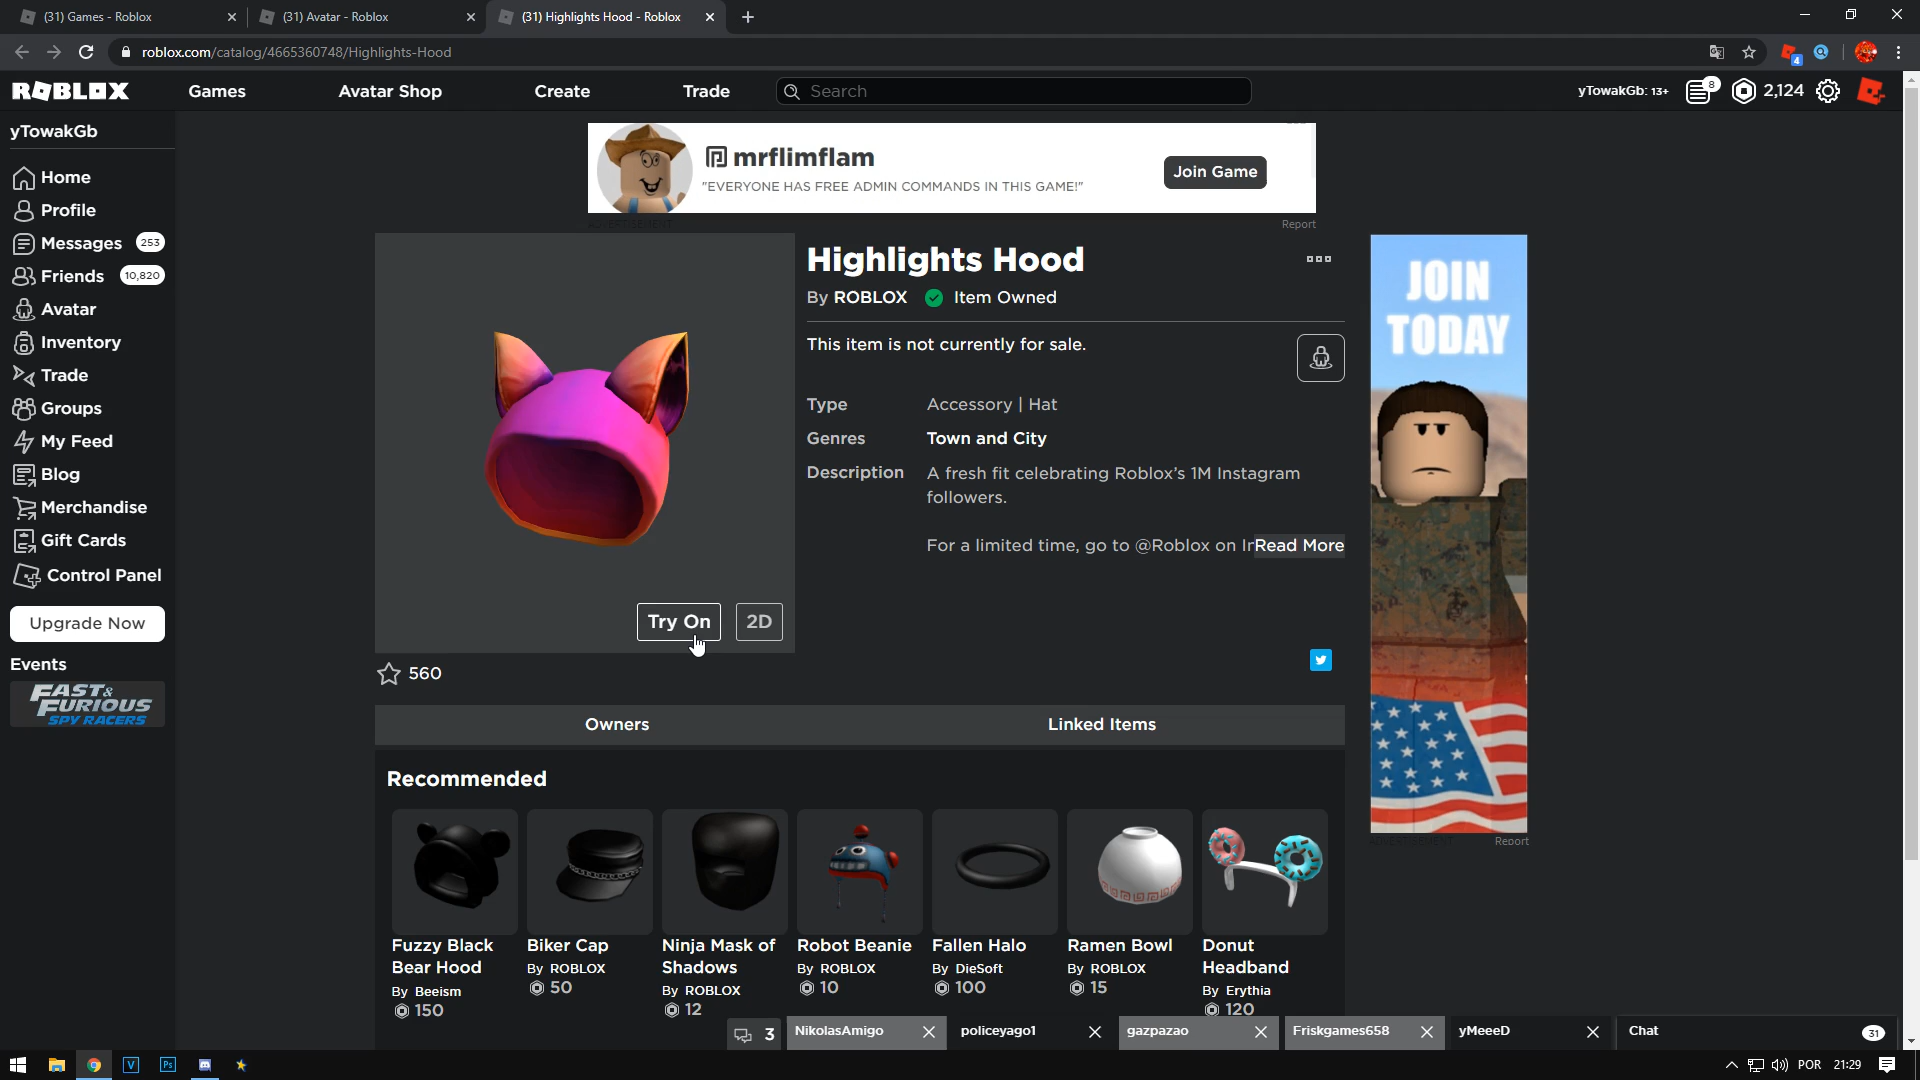 (31) Games - Roblox
(31) Avatar - Roblox
(31) Highlights Hood - Roblox
roblox.com/catalog/4665360748/Highlights-Hood
4
ROBLOX
Games
Avatar Shop
Create
Trade
Search
yTowakGb: 13+
8
2,124
yTowakGb
Home
Profile
Messages 253
Friends 10,820
Avatar
Inventory
Trade
Groups
My Feed
Blog
Merchandise
Gift Cards
Control Panel
Upgrade Now
Events
FAST &
FURIOUS
SPY RACERS
mrflimflam
"EVERYONE HAS FREE ADMIN COMMANDS IN THIS GAME!"
Join Game
ADVERTISEMENT
Report
Highlights Hood
By ROBLOX Item Owned
This item is not currently for sale.
Type Accessory | Hat
Genres Town and City
Description A fresh fit celebrating Roblox's 1M Instagram
followers.
For a limited time, go to @Roblox on In Read More
Try On
2D
560
JOIN
TODAY
ADVERTISEMENT
Report
Owners
Linked Items
Recommended
Fuzzy Black
Bear Hood
By Beeism
150
Biker Cap
By ROBLOX
50
Ninja Mask of
Shadows
By ROBLOX
12
Robot Beanie
By ROBLOX
10
Fallen Halo
By DieSoft
100
Ramen Bowl
By ROBLOX
15
Donut
Headband
By Erythia
120
3
NikolasAmigo
policeyago1
gazpazao
Friskgames658
yMeeeD
Chat
31
V
Ps
POR
21:29